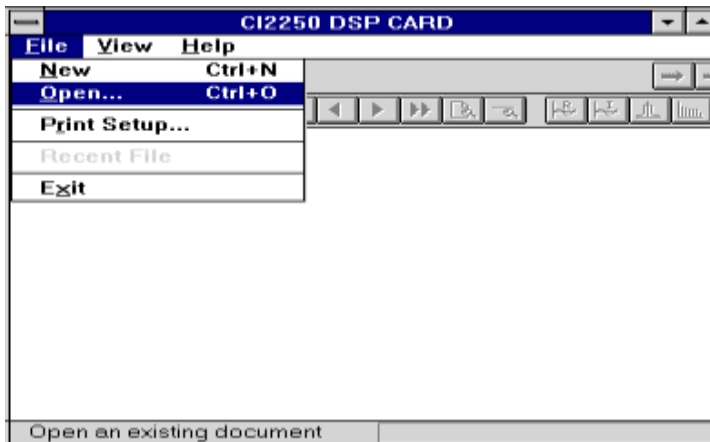 CI2250 DSP CARD
File View Help
New Ctrl+N
Open... Ctrl+O
Print Setup...
Recent File
Exit
Open an existing document